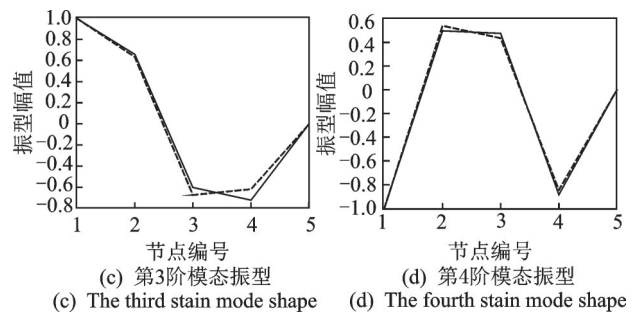 1.0
0.8
0.6
0.4
0.2
0
−0.2
−0.4
−0.6
−0.8
振型幅值
1 2 3 4 5
节点编号
(c) 第3阶模态振型
(c) The third stain mode shape
0.6
0.4
0.2
0
−0.2
−0.4
−0.6
−0.8
−1.0
振型幅值
1 2 3 4 5
节点编号
(d) 第4阶模态振型
(d) The fourth stain mode shape